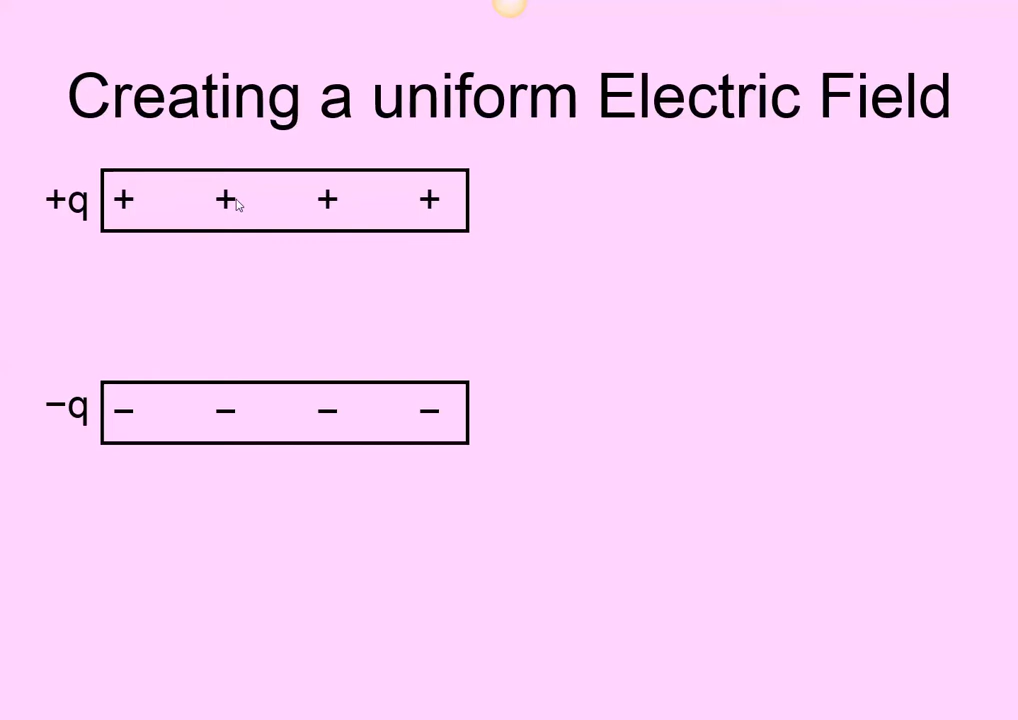 Creating a uniform Electric Field
+q + + + +
−q − − − −